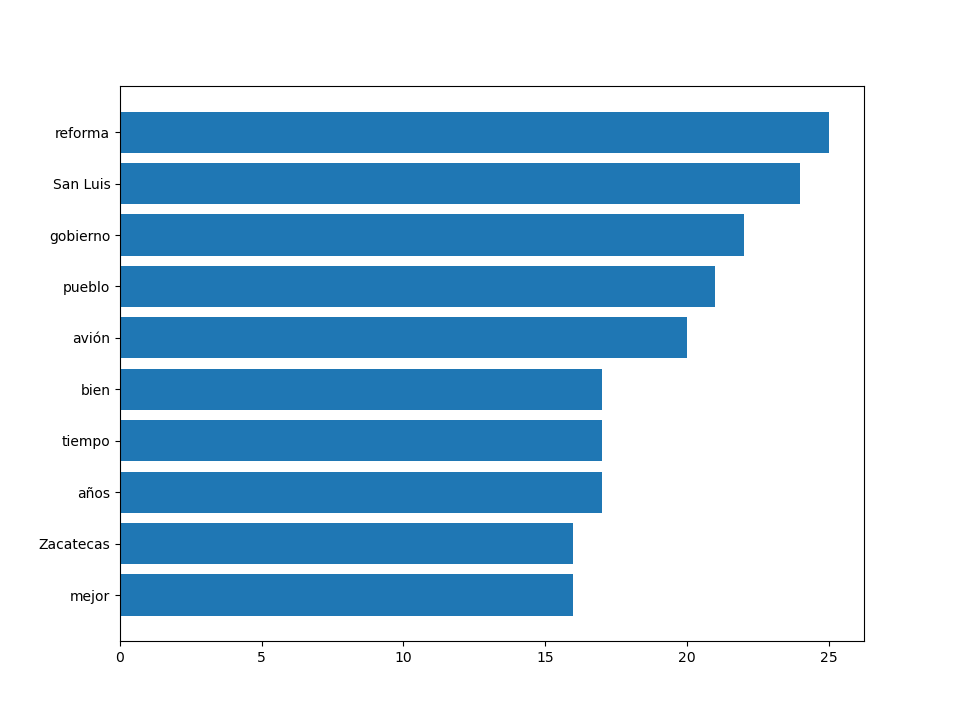 reforma
San Luis
gobierno
pueblo
avión
bien
tiempo
años
Zacatecas
mejor
0 5 10 15 20 25